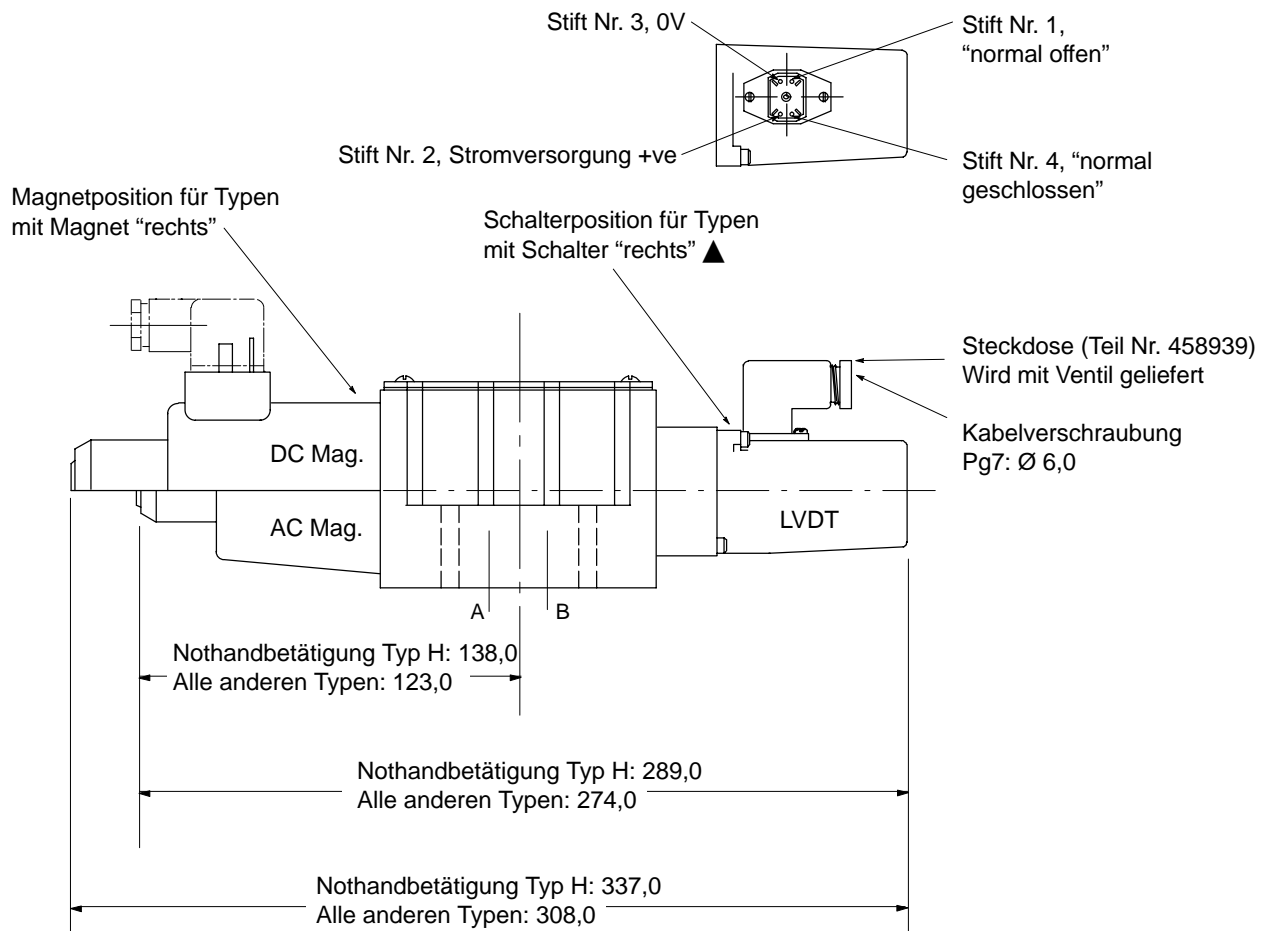 Stift Nr. 3, 0V
Stift Nr. 1,
“normal offen”
Stift Nr. 2, Stromversorgung +ve
Stift Nr. 4, “normal
geschlossen”
Magnetposition für Typen
mit Magnet “rechts”
Schalterposition für Typen
mit Schalter “rechts” ▲
Steckdose (Teil Nr. 458939)
Wird mit Ventil geliefert
Kabelverschraubung
Pg7: Ø 6,0
DC Mag.
AC Mag.
LVDT
A
B
Nothandbetätigung Typ H: 138,0
Alle anderen Typen: 123,0
Nothandbetätigung Typ H: 289,0
Alle anderen Typen: 274,0
Nothandbetätigung Typ H: 337,0
Alle anderen Typen: 308,0